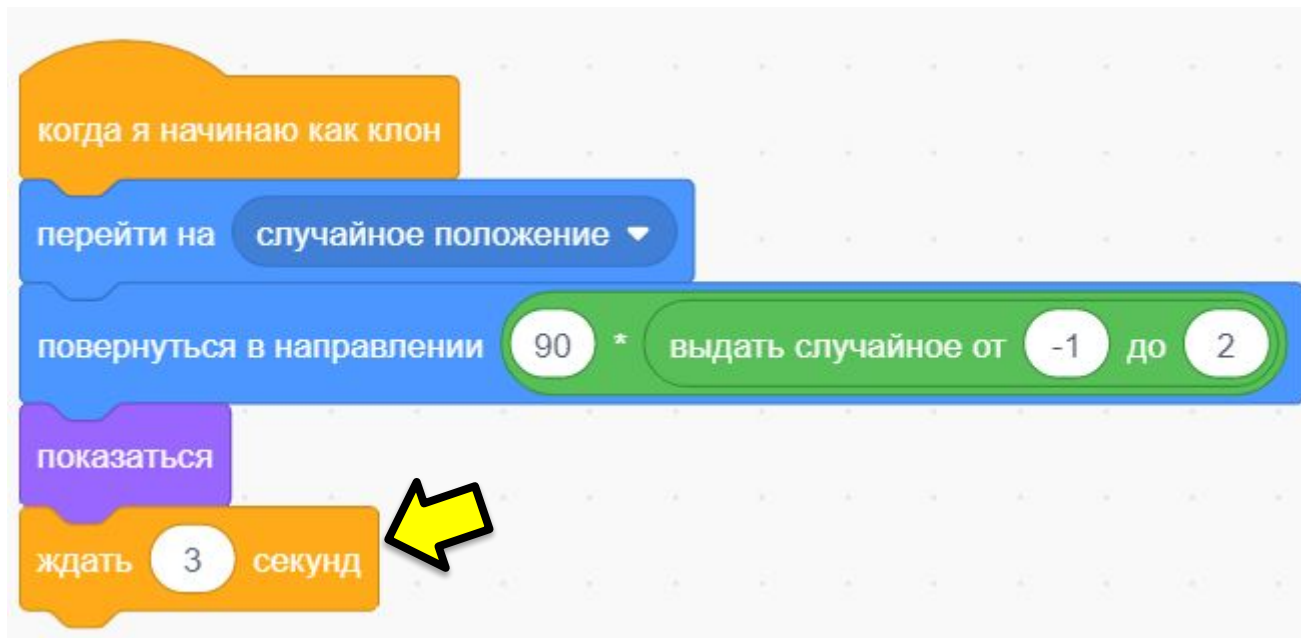 когда я начинаю как клон
перейти на случайное положение
повернуться в направлении 90 * выдать случайное от -1 до 2
показаться
ждать 3 секунд